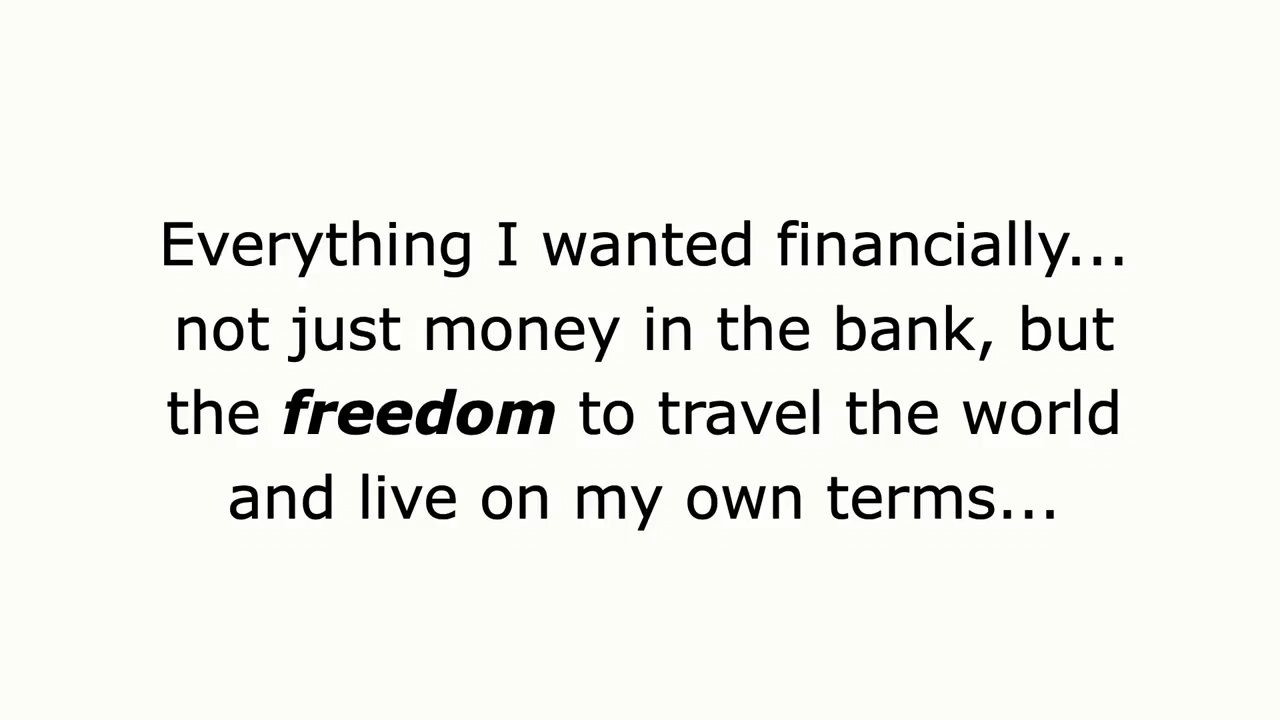 Everything I wanted financially...
not just money in the bank, but
the freedom to travel the world
and live on my own terms...